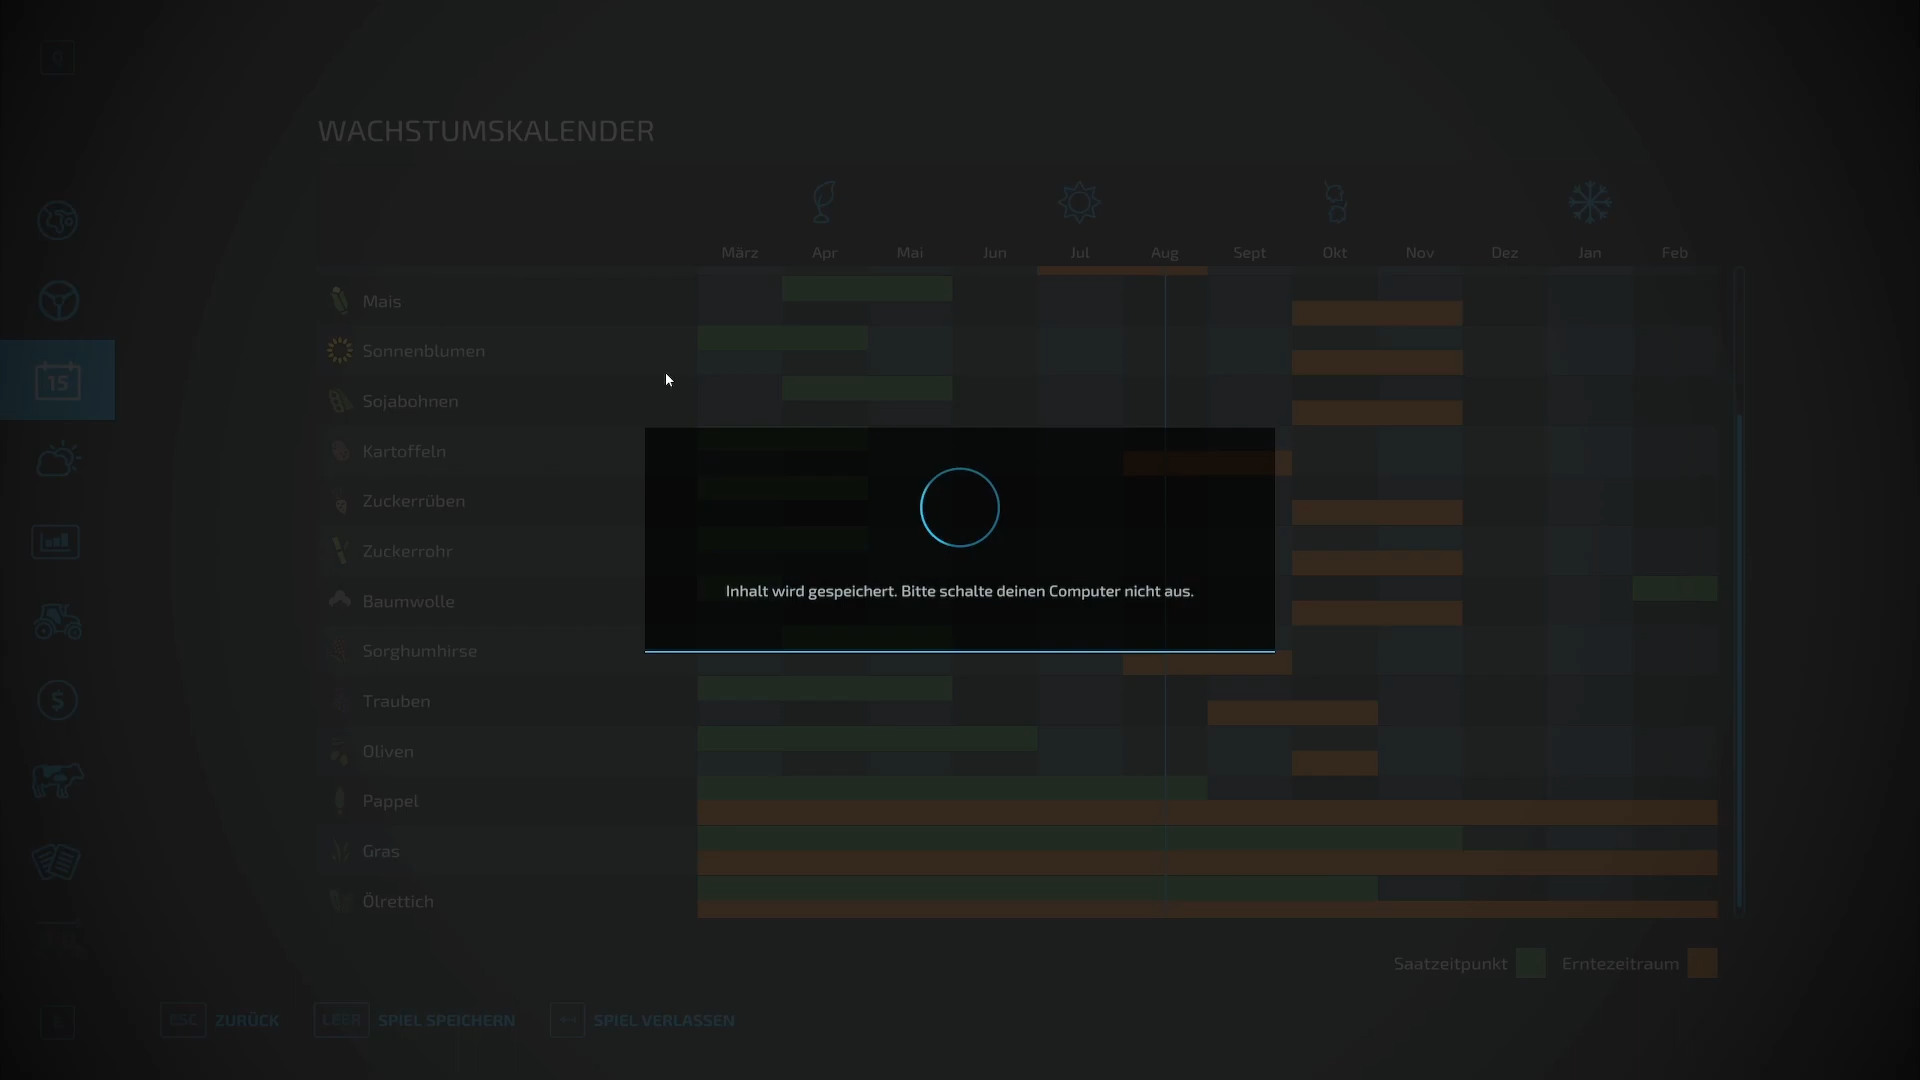 WACHSTUMSKALENDER
März Apr Mai Jun Jul Aug Sept Okt Nov Dez Jan Feb
Mais
Sonnenblumen
15
Sojabohnen
Kartoffeln
Zuckerrüben
Zuckerrohr
Inhalt wird gespeichert. Bitte schalte deinen Computer nicht aus.
Baumwolle
Sorghumhirse
Trauben
$
Oliven
Pappel
Gras
Ölrettich
Saatzeitpunkt Erntezeitraum
E ESC ZURÜCK LEER SPIEL SPEICHERN SPIEL VERLASSEN